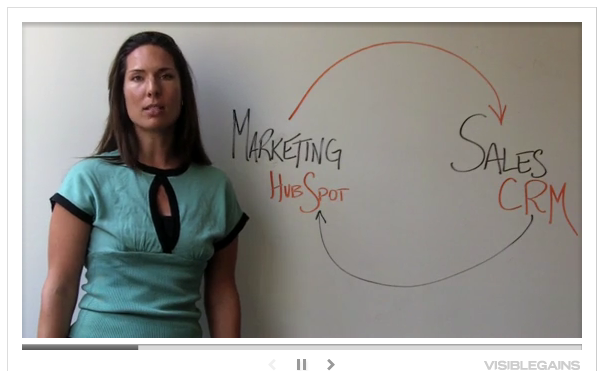 MARKETING
HUBSPOT
SALES
CRM
VISIBLEGAINS